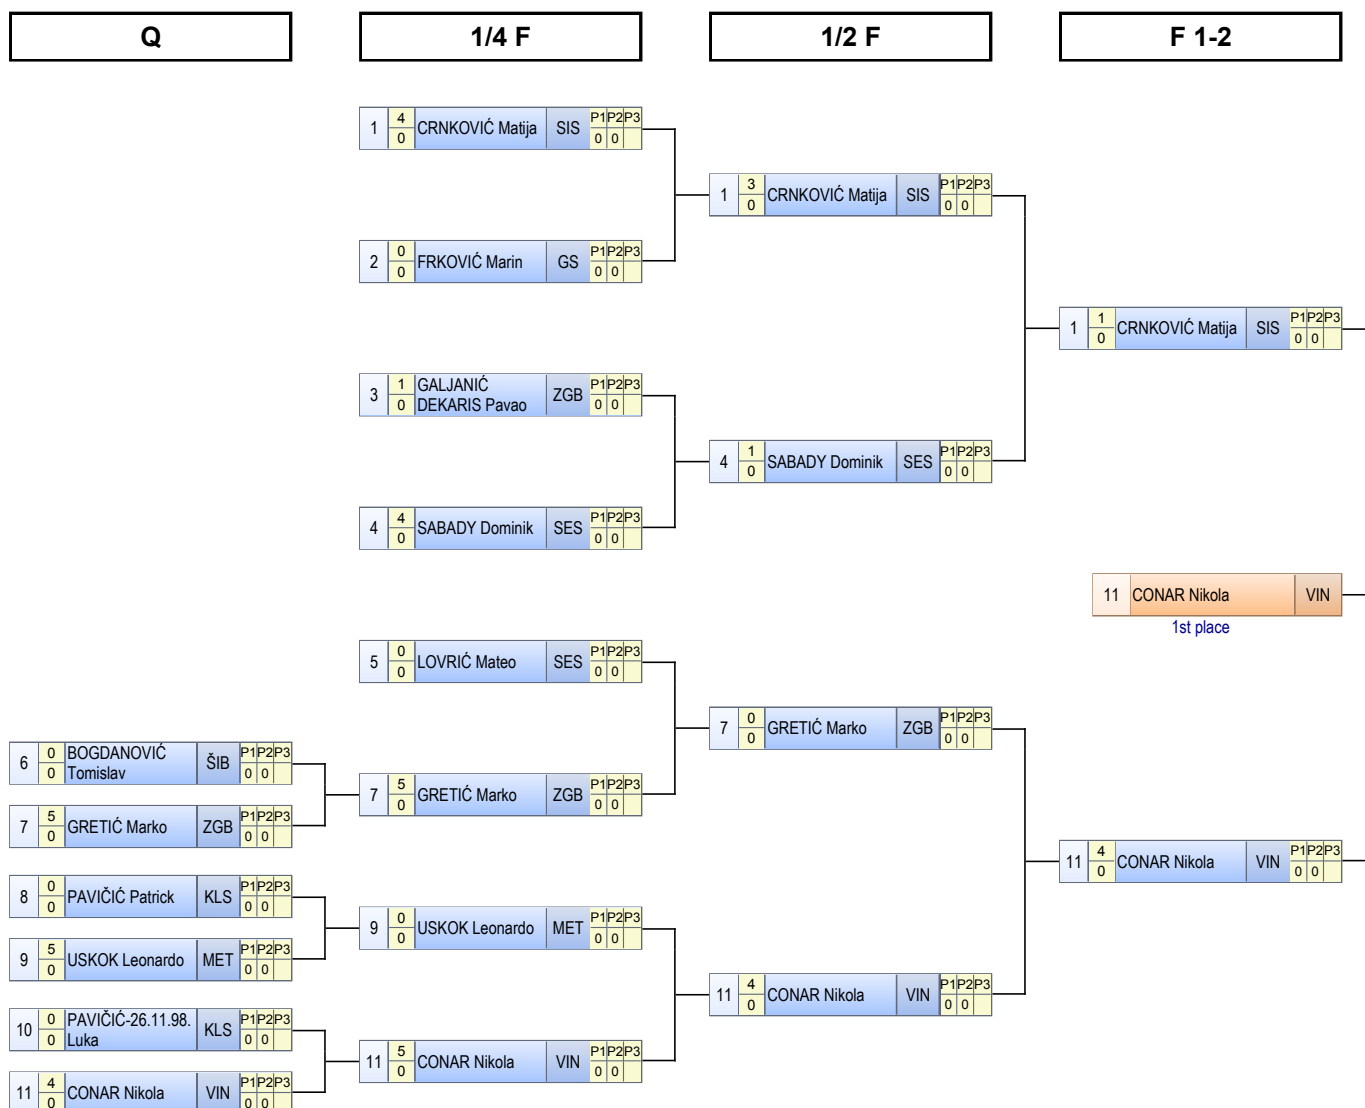 Q
1/4 F
1/2 F
F 1-2
1 4 0 CRNKOVIĆ Matija SIS P1 P2 P3 0 0
2 0 0 FRKOVIĆ Marin GS P1 P2 P3 0 0
3 1 0 GALJANIĆ DEKARIS Pavao ZGB P1 P2 P3 0 0
4 4 0 SABADY Dominik SES P1 P2 P3 0 0
1 3 0 CRNKOVIĆ Matija SIS P1 P2 P3 0 0
4 1 0 SABADY Dominik SES P1 P2 P3 0 0
1 1 0 CRNKOVIĆ Matija SIS P1 P2 P3 0 0
11 CONAR Nikola VIN
1st place
5 0 0 LOVRIĆ Mateo SES P1 P2 P3 0 0
6 0 0 BOGDANOVIĆ Tomislav ŠIB P1 P2 P3 0 0
7 5 0 GRETIĆ Marko ZGB P1 P2 P3 0 0
7 5 0 GRETIĆ Marko ZGB P1 P2 P3 0 0
7 0 0 GRETIĆ Marko ZGB P1 P2 P3 0 0
8 0 0 PAVIČIĆ Patrick KLS P1 P2 P3 0 0
9 5 0 USKOK Leonardo MET P1 P2 P3 0 0
9 0 0 USKOK Leonardo MET P1 P2 P3 0 0
10 0 0 PAVIČIĆ-26.11.98. Luka KLS P1 P2 P3 0 0
11 4 0 CONAR Nikola VIN P1 P2 P3 0 0
11 5 0 CONAR Nikola VIN P1 P2 P3 0 0
11 4 0 CONAR Nikola VIN P1 P2 P3 0 0
11 4 0 CONAR Nikola VIN P1 P2 P3 0 0